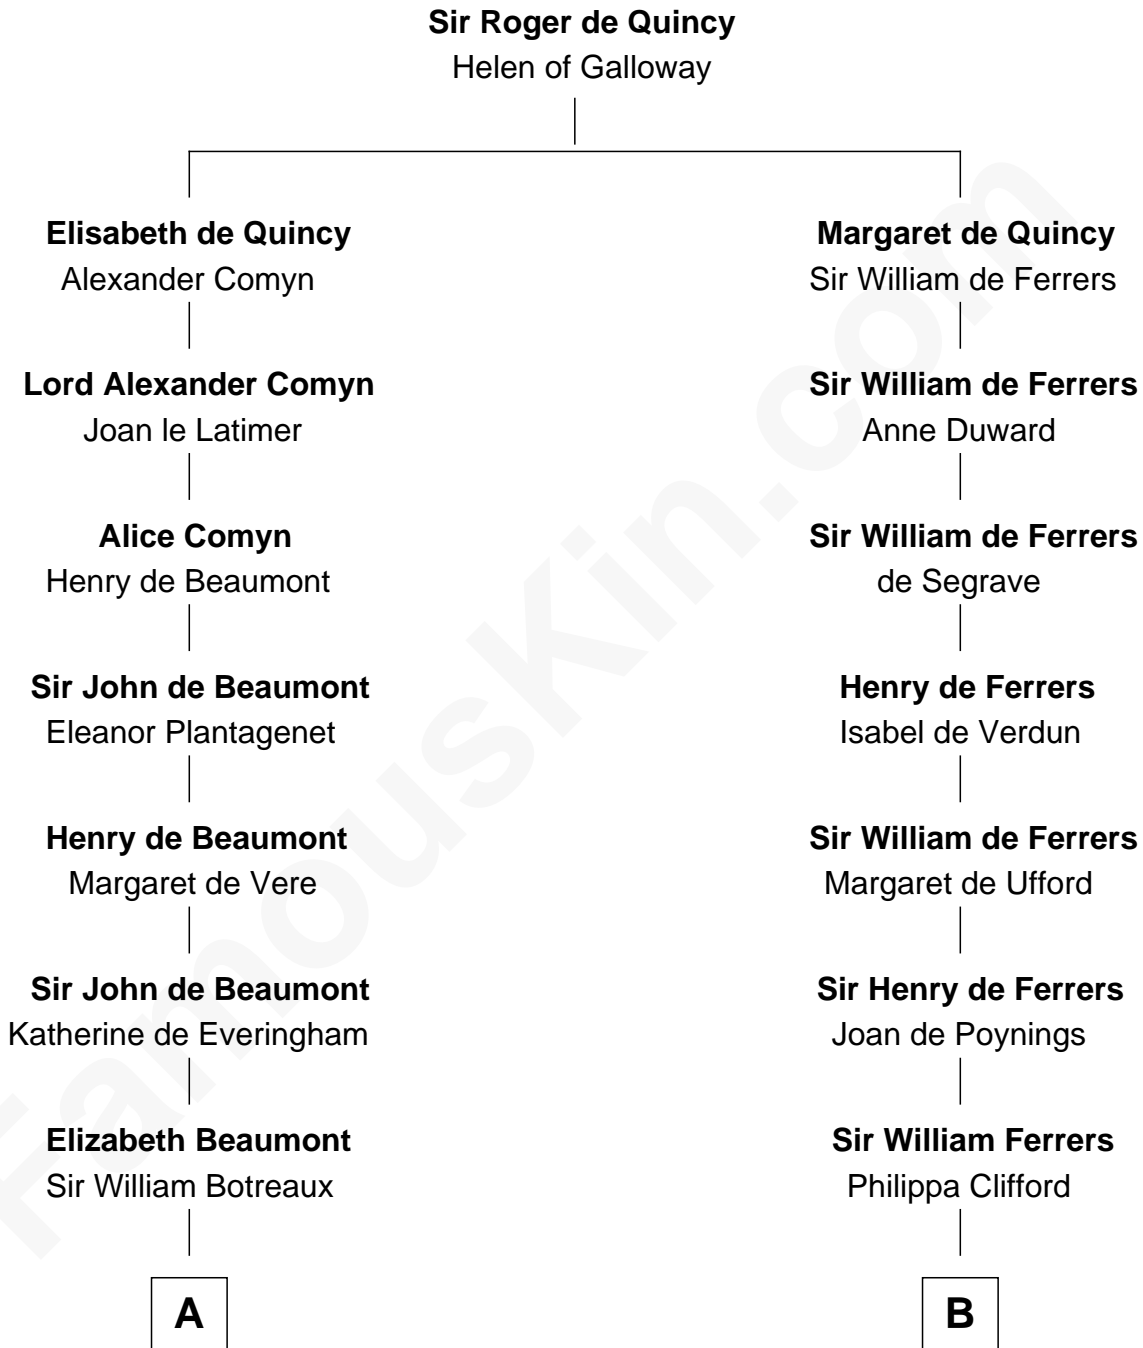 Sir Roger de Quincy
Helen of Galloway
Elisabeth de Quincy
Alexander Comyn
Margaret de Quincy
Sir William de Ferrers
Lord Alexander Comyn
Joan le Latimer
Sir William de Ferrers
Anne Duward
Alice Comyn
Henry de Beaumont
Sir William de Ferrers
de Segrave
Sir John de Beaumont
Eleanor Plantagenet
Henry de Ferrers
Isabel de Verdun
Henry de Beaumont
Margaret de Vere
Sir William de Ferrers
Margaret de Ufford
Sir John de Beaumont
Katherine de Everingham
Sir Henry de Ferrers
Joan de Poynings
Elizabeth Beaumont
Sir William Botreaux
Sir William Ferrers
Philippa Clifford
A
B
FamousKin.com